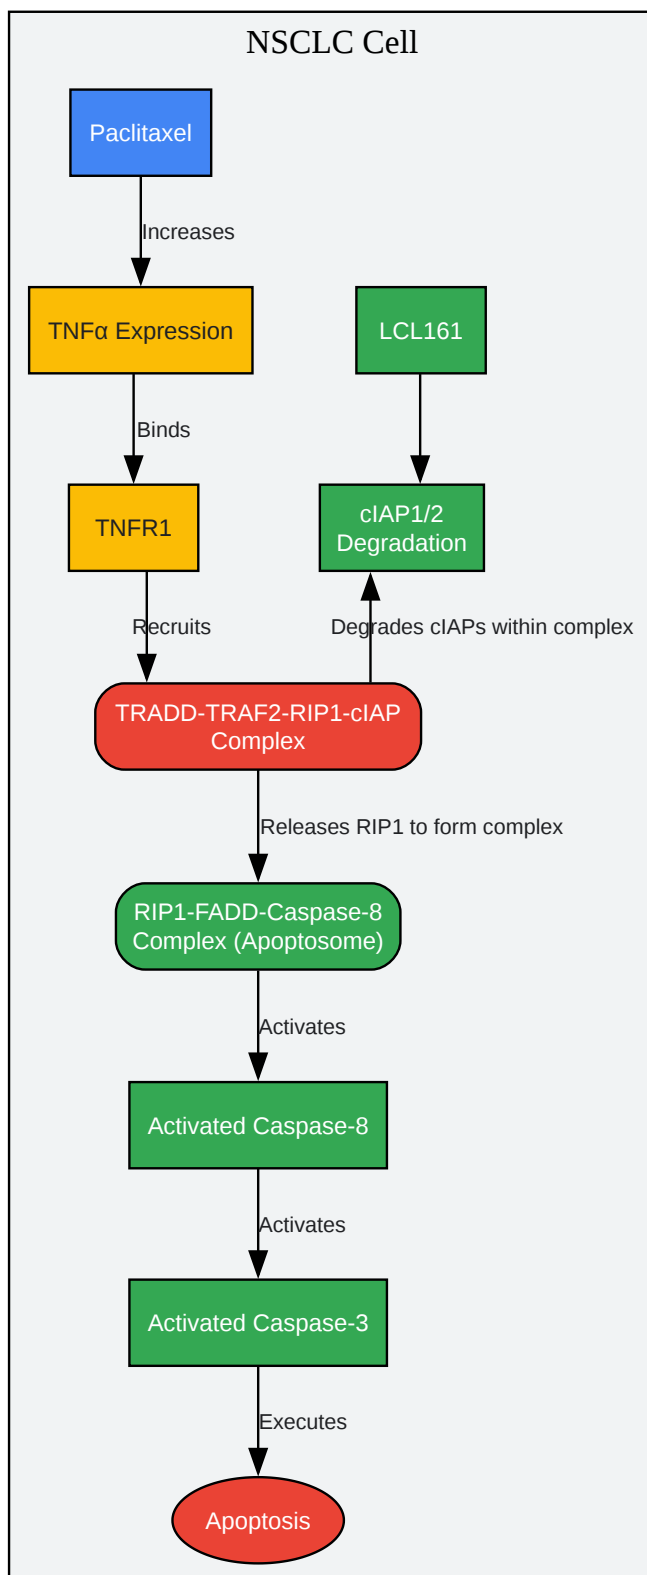 NSCLC Cell
Paclitaxel
Increases
TNFα Expression
LCL161
Binds
TNFR1
cIAP1/2
Degradation
Recruits
Degrades cIAPs within complex
TRADD-TRAF2-RIP1-cIAP
Complex
Releases RIP1 to form complex
RIP1-FADD-Caspase-8
Complex (Apoptosome)
Activates
Activated Caspase-8
Activates
Activated Caspase-3
Executes
Apoptosis